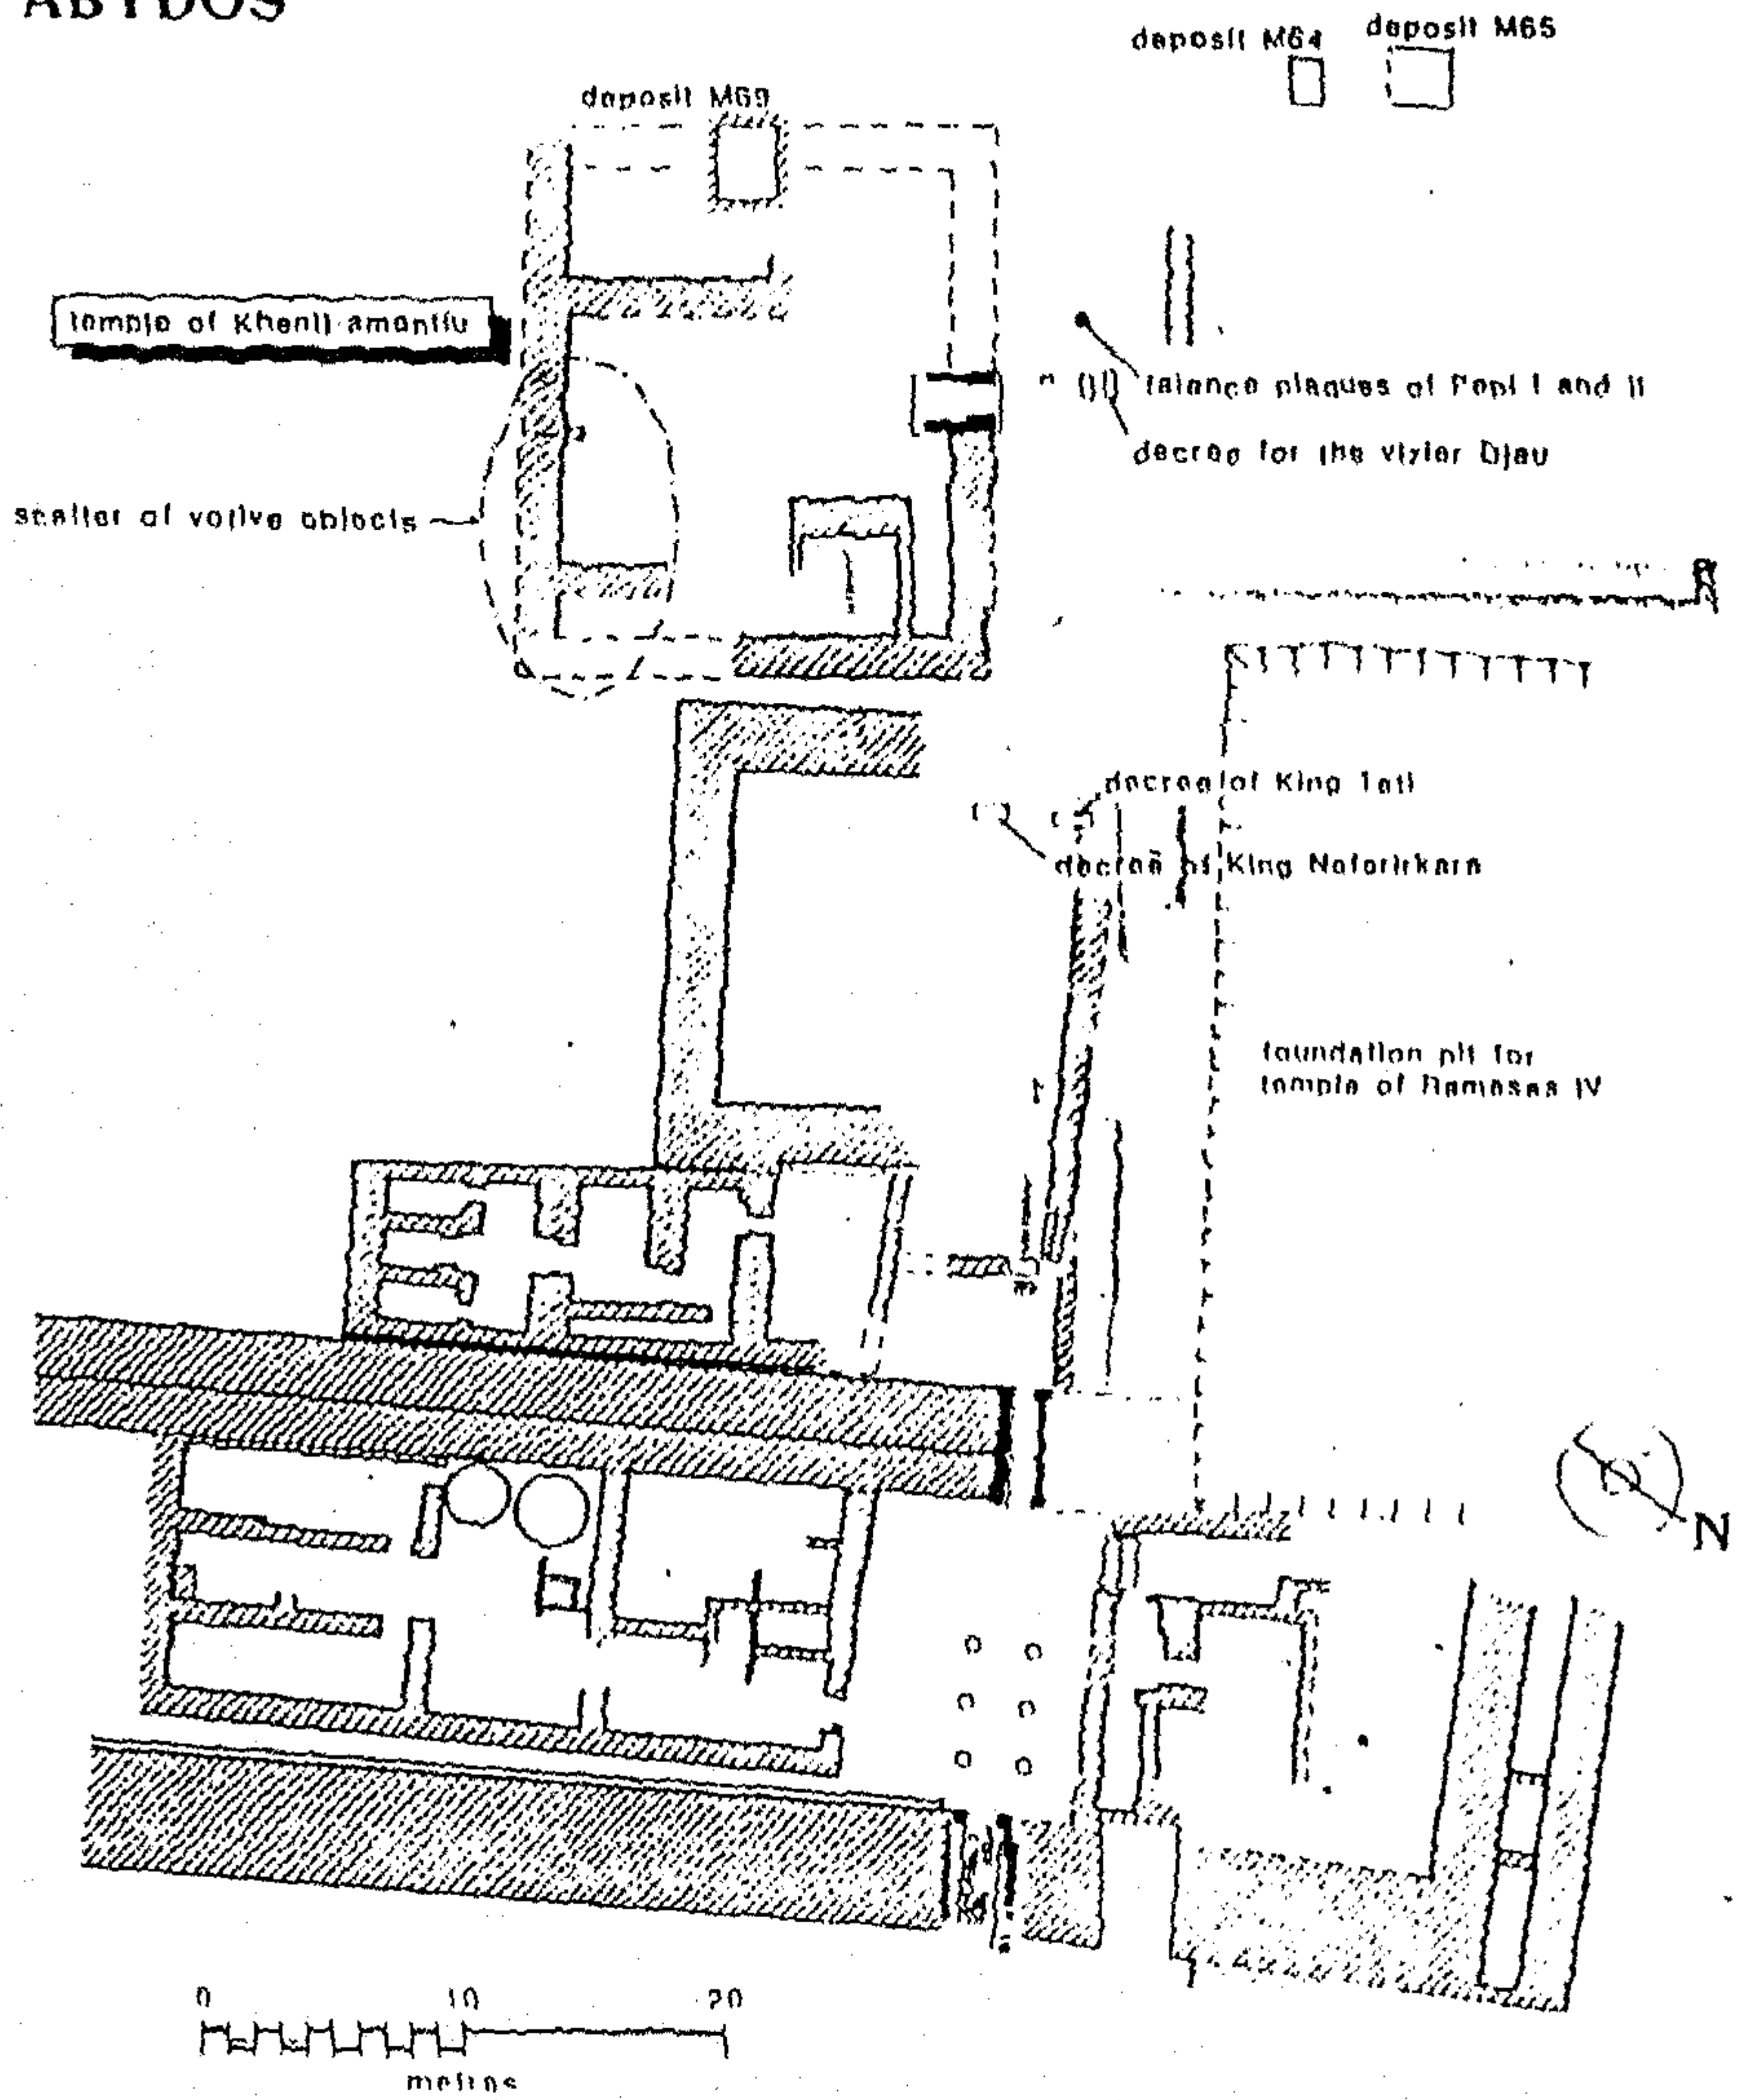 ABYDOS
deposit M64
deposit M65
deposit M69
temple of Khenti-amentiu
faience plaques of Pepi I and II
decree for the vizier Djau
scatter of votive objects
decree of King Teti
decree of King Neferirkara
foundation pit for
temple of Rameses IV
N
0 10 20
metres